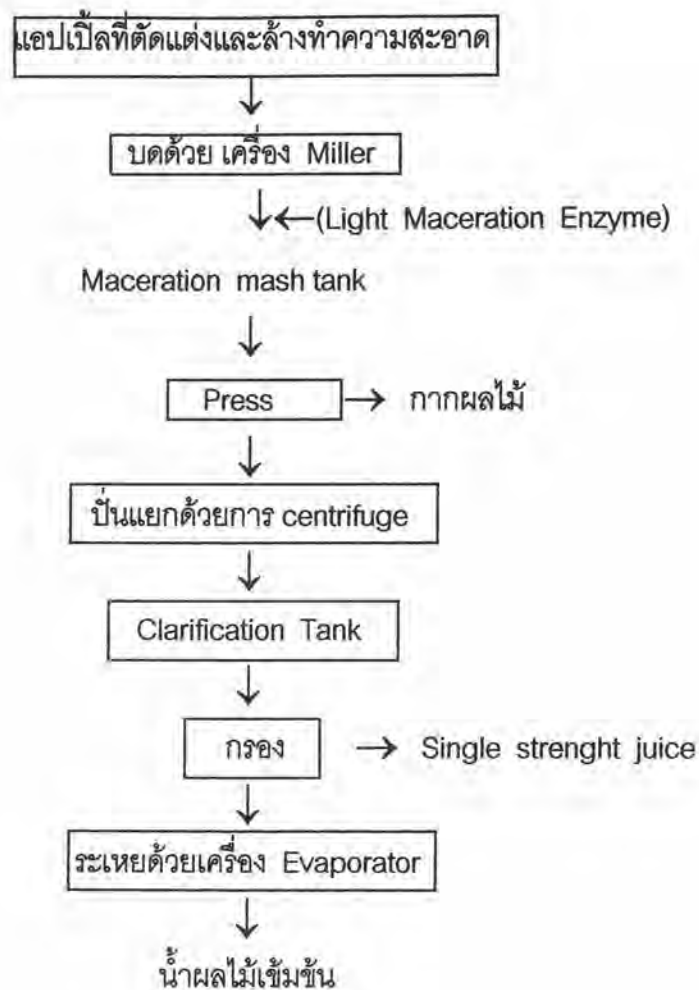 แอปเปิ้ลที่ตัดแต่งและล้างทำความสะอาด
บดด้วย เครื่อง Miller
(Light Maceration Enzyme)
Maceration mash tank
Press
กากผลไม้
ปั่นแยกด้วยการ centrifuge
Clarification Tank
กรอง
Single strenght juice
ระเหยด้วยเครื่อง Evaporator
น้ำผลไม้เข้มข้น